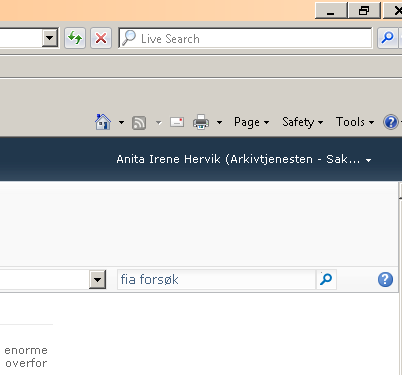 Live Search
Page Safety Tools
Anita Irene Hervik (Arkivtjenesten - Sak...
fia forsøk
enorme
overfor